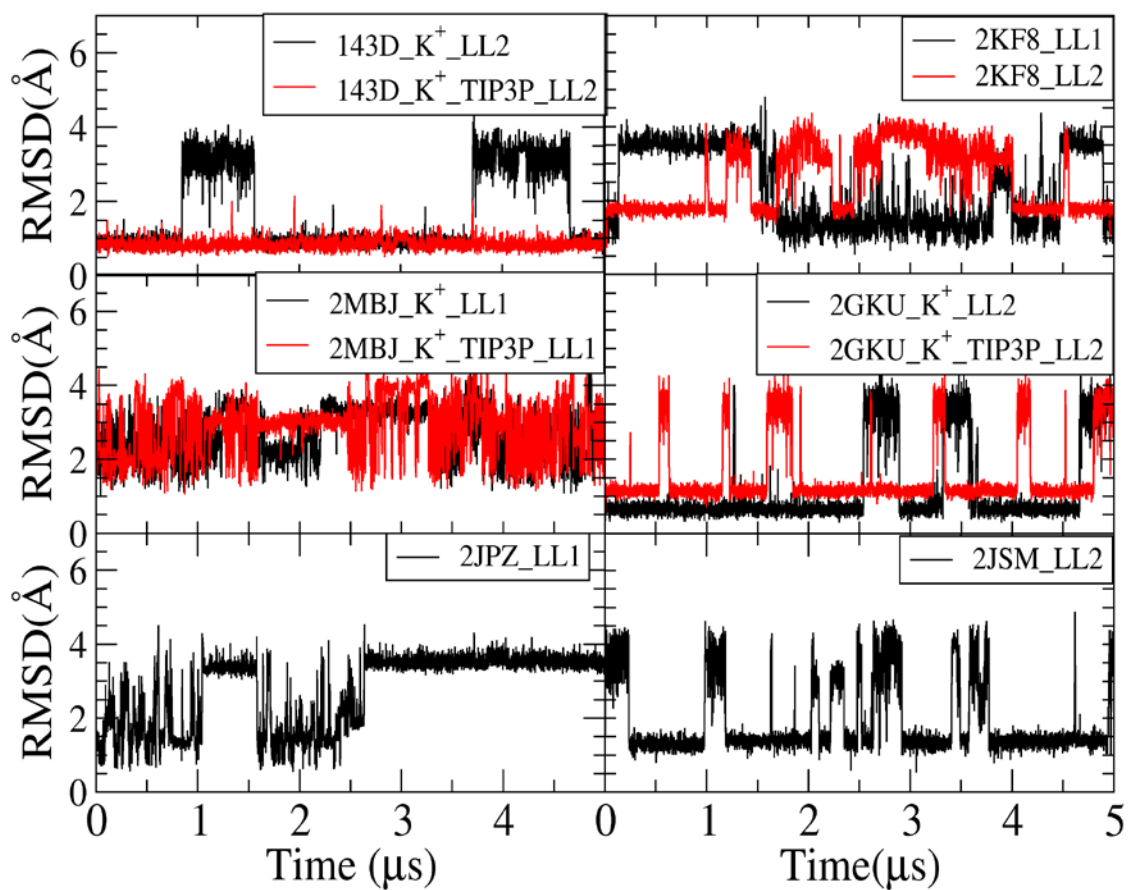 143D_K+_LL2
143D_K+_TIP3P_LL2
2KF8_LL1
2KF8_LL2
RMSD(Å)
6
4
2
0
2MBJ_K+_LL1
2MBJ_K+_TIP3P_LL1
2GKU_K+_LL2
2GKU_K+_TIP3P_LL2
RMSD(Å)
6
4
2
0
2JPZ_LL1
2JSM_LL2
RMSD(Å)
6
4
2
0
0 1 2 3 4 0 1 2 3 4 5
Time (μs) Time(μs)